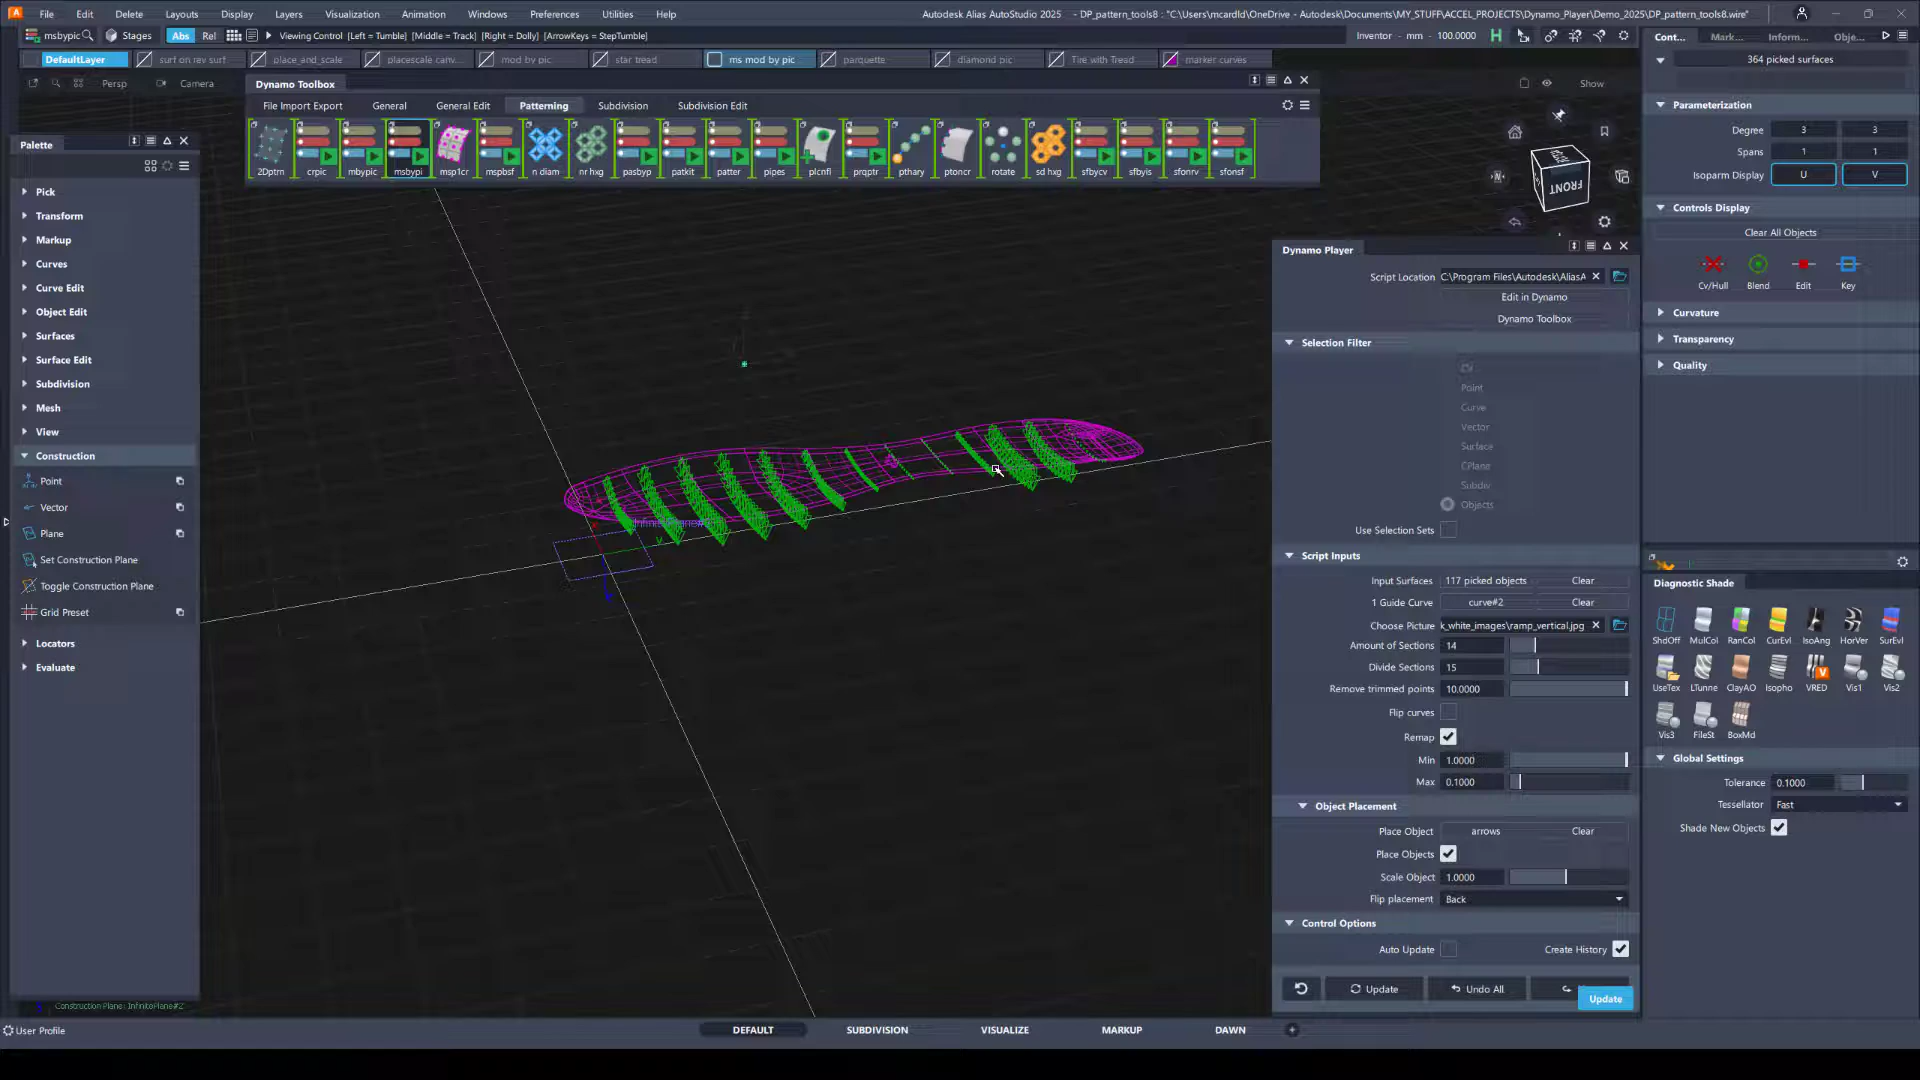 File Edit Delete Layouts Display Layers Visualization Animation Windows Preferences Utilities Help
Autodesk Alias AutoStudio 2025 - DP_pattern_tools8 : "C:\Users\mcardld\OneDrive - Autodesk\Documents\MY_STUFF\ACCEL_PROJECTS\Dynamo_Player\Demo_2025\DP_pattern_tools8.wire"
msbypic Stages Abs Rel Viewing Control [Left = Tumble] [Middle = Track] [Right = Dolly] [ArrowKeys = StepTumble]
Inventor - mm - 100.0000 H
Cont... Mark... Inform... Obje...
DefaultLayer surf on rev surf place_and_scale placescale canv... mod by pic star tread ms mod by pic parquette diamond pic Tire with Tread marker curves
364 picked surfaces
Persp Camera Dynamo Toolbox Show
File Import Export General General Edit Patterning Subdivision Subdivision Edit
2Dptrn crpic mbypic msbypi msp1cr mspbsf n diam nr hxg pasbyp patkit patter pipes plcnfl prqptr pthary ptoncr rotate sd hxg sfbycv sfbyis sfonrv sfonsf
Palette
Pick
Transform
Markup
Curves
Curve Edit
Object Edit
Surfaces
Surface Edit
Subdivision
Mesh
View
Construction
Point
Vector
Plane
Set Construction Plane
Toggle Construction Plane
Grid Preset
Locators
Evaluate
FRONT
Dynamo Player
Script Location C:\Program Files\Autodesk\AliasA
Edit in Dynamo
Dynamo Toolbox
Selection Filter
Point
Curve
Vector
Surface
CPlane
Subdiv
Objects
Use Selection Sets
Script Inputs
Input Surfaces 117 picked objects Clear
1 Guide Curve curve#2 Clear
Choose Picture k_white_images\ramp_vertical.jpg
Amount of Sections 14
Divide Sections 15
Remove trimmed points 10.0000
Flip curves
Remap
Min 1.0000
Max 0.1000
Object Placement
Place Object arrows Clear
Place Objects
Scale Object 1.0000
Flip placement Back
Control Options
Auto Update Create History
Update Undo All
Update
Parameterization
Degree 3 3
Spans 1 1
Isoparm Display U V
Controls Display
Clear All Objects
Cv/Hull Blend Edit Key
Curvature
Transparency
Quality
Diagnostic Shade
ShdOff MulCol RanCol CurEvl IsoAng HorVer SurEvl
UseTex LTunne ClayAO Isopho VRED Vis1 Vis2
Vis3 FileSt BoxMd
Global Settings
Tolerance 0.1000
Tessellator Fast
Shade New Objects
Construction Plane: InfinitePlane#2
User Profile
DEFAULT SUBDIVISION VISUALIZE MARKUP DAWN